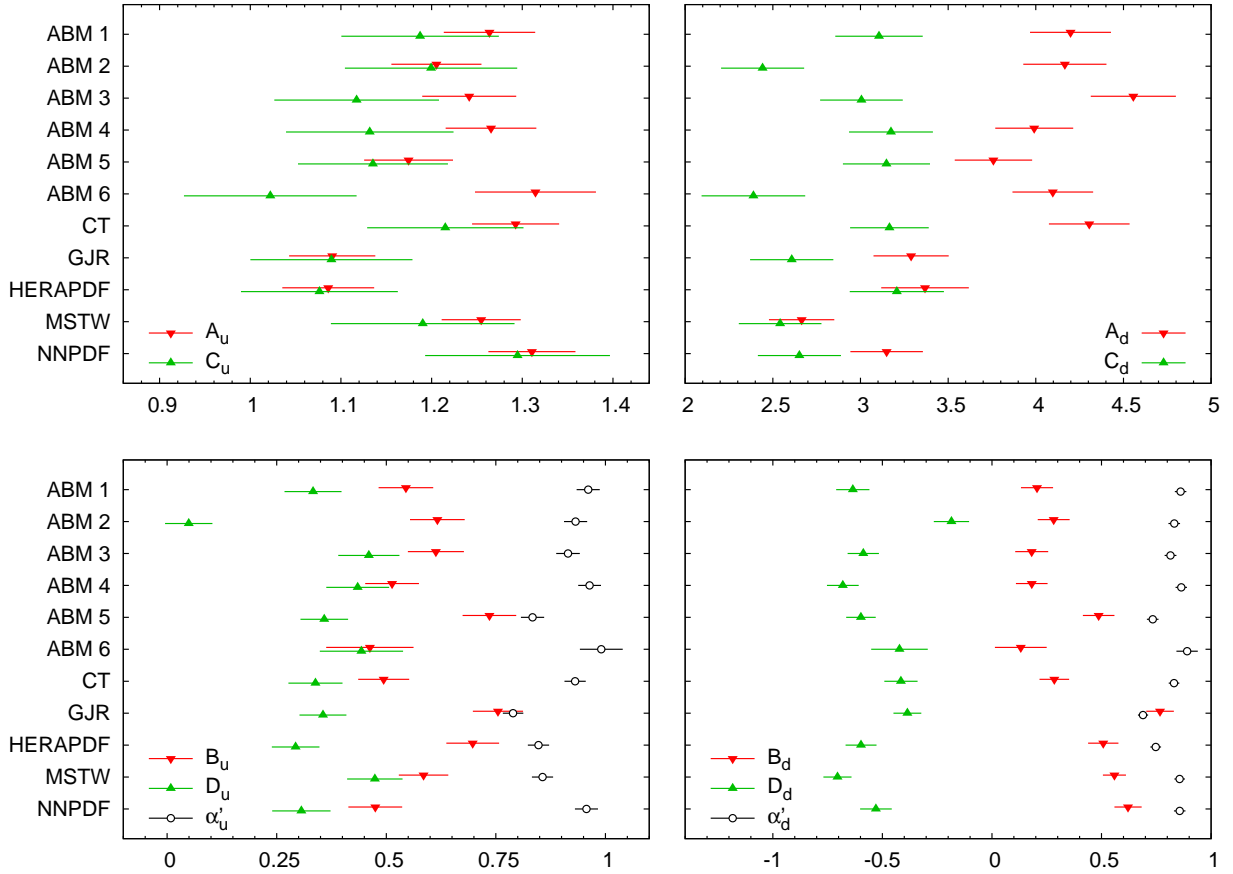 ABM 1
ABM 2
ABM 3
ABM 4
ABM 5
ABM 6
CT
GJR
HERAPDF
MSTW
NNPDF
A_u
C_u
0.9 1 1.1 1.2 1.3 1.4
A_d
C_d
2 2.5 3 3.5 4 4.5 5
ABM 1
ABM 2
ABM 3
ABM 4
ABM 5
ABM 6
CT
GJR
HERAPDF
MSTW
NNPDF
B_u
D_u
α'_u
0 0.25 0.5 0.75 1
B_d
D_d
α'_d
-1 -0.5 0 0.5 1